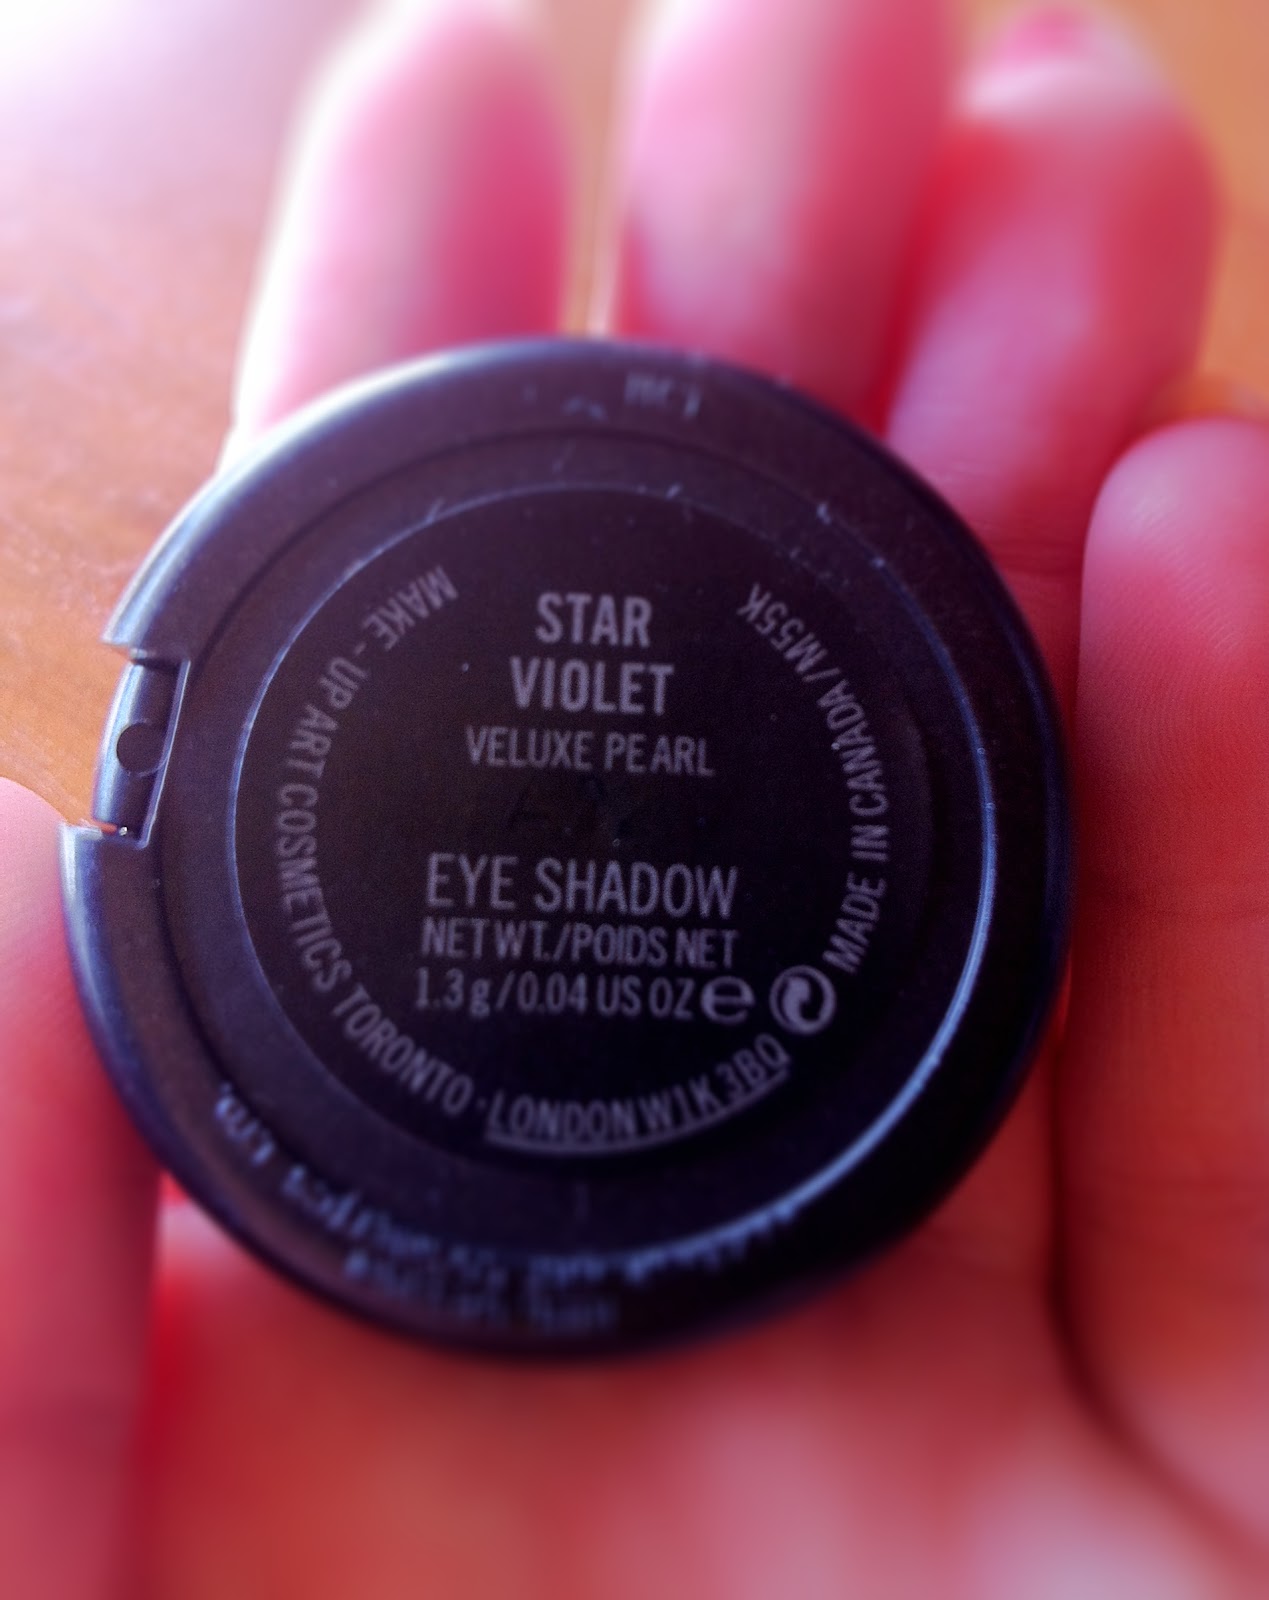 STAR
VIOLET
VELUXE PEARL
EYE SHADOW
NET WT./POIDS NET
1.3 g/0.04 US OZ e
MAKE - UP ART COSMETICS TORONTO · LONDON W1K 3BQ
MADE IN CANADA / M55K